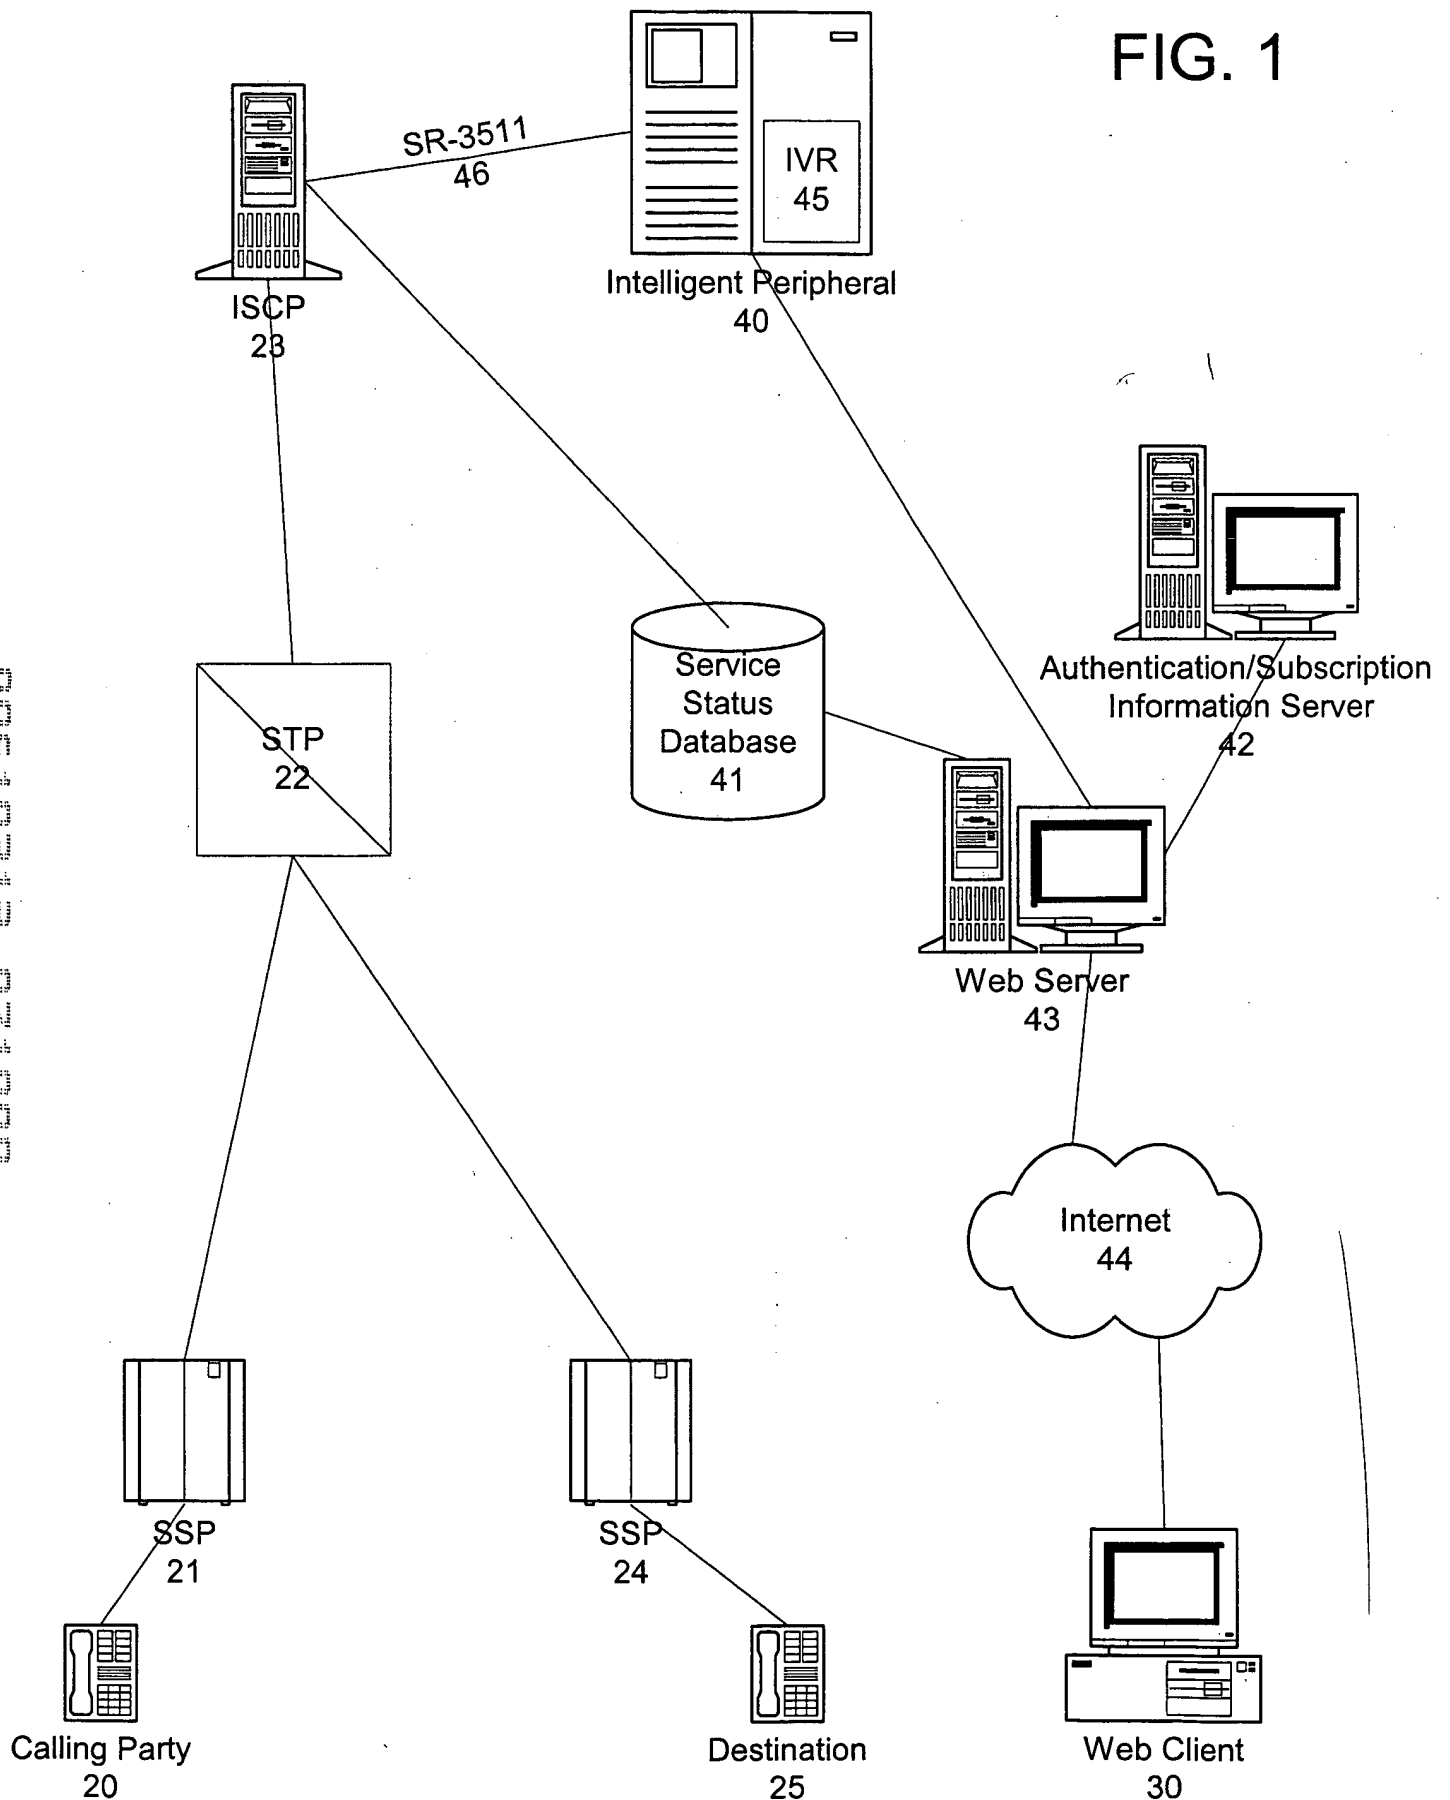 FIG. 1
SR-3511
46
IVR
45
Intelligent Peripheral
40
ISCP
23
Authentication/Subscription
Information Server
42
Service
Status
Database
41
STP
22
Web Server
43
Internet
44
SSP
21
SSP
24
Calling Party
20
Destination
25
Web Client
30